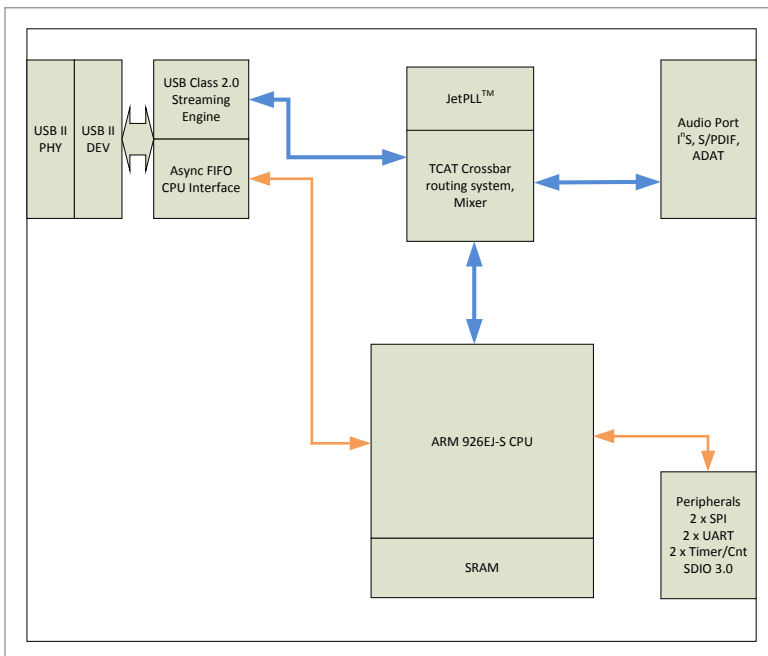 USB II
PHY
USB II
DEV
USB Class 2.0
Streaming
Engine
Async FIFO
CPU Interface
JetPLL™
TCAT Crossbar
routing system,
Mixer
Audio Port
IⁿS, S/PDIF,
ADAT
ARM 926EJ-S CPU
SRAM
Peripherals
2 x SPI
2 x UART
2 x Timer/Cnt
SDIO 3.0